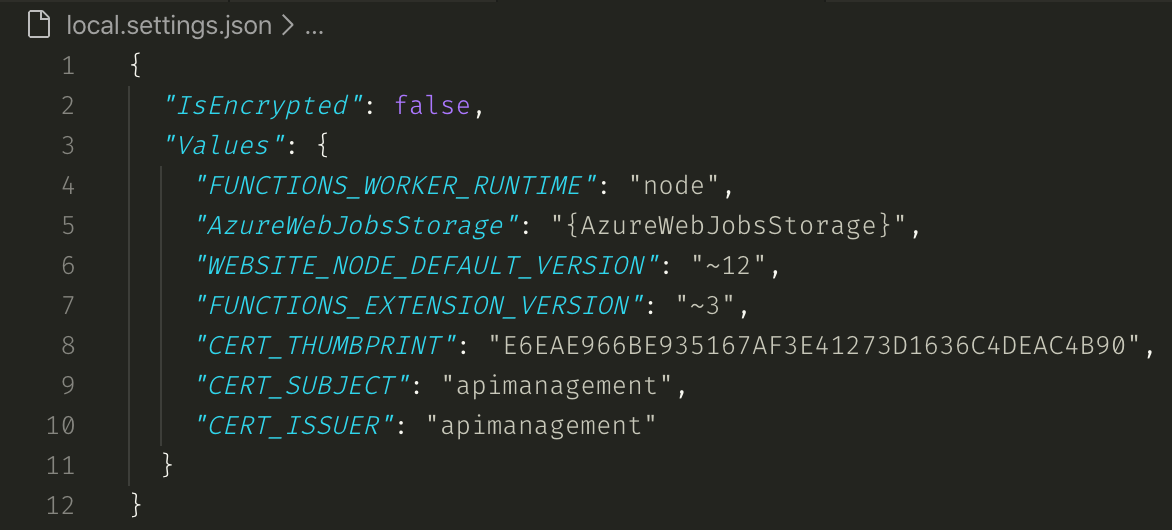 local.settings.json > ...
1 {
2 "IsEncrypted": false,
3 "Values": {
4 "FUNCTIONS_WORKER_RUNTIME": "node",
5 "AzureWebJobsStorage": "{AzureWebJobsStorage}",
6 "WEBSITE_NODE_DEFAULT_VERSION": "~12",
7 "FUNCTIONS_EXTENSION_VERSION": "~3",
8 "CERT_THUMBPRINT": "E6EAE966BE935167AF3E41273D1636C4DEAC4B90",
9 "CERT_SUBJECT": "apimanagement",
10 "CERT_ISSUER": "apimanagement"
11 }
12 }